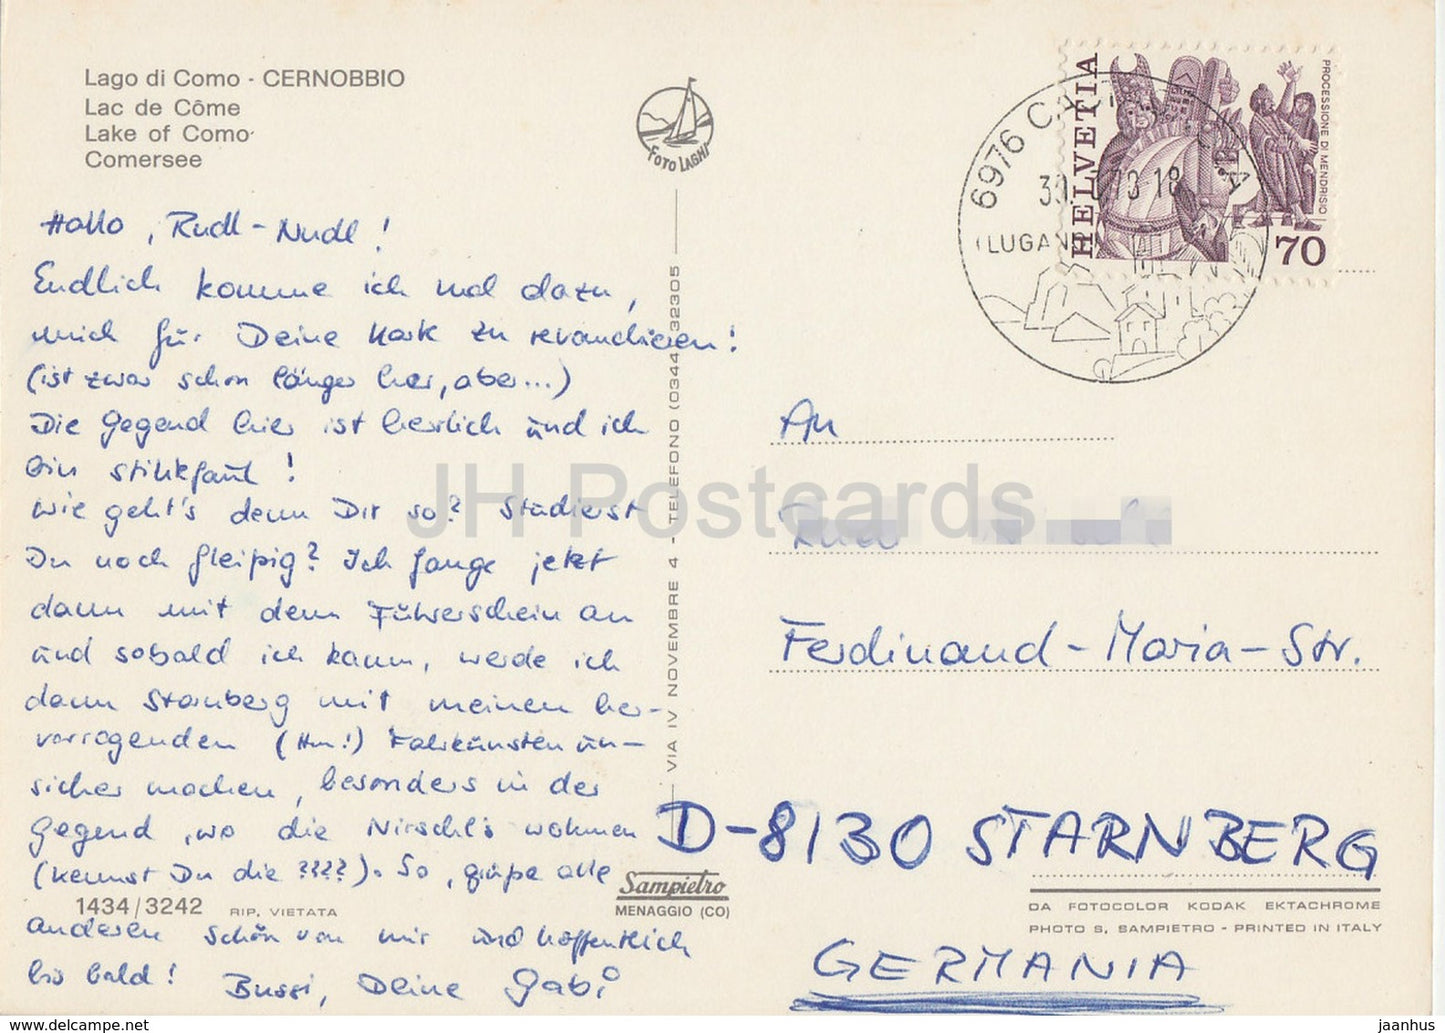 Lago di Como - CERNOBBIO
Lac de Côme
Lake of Como
Comersee
FOTO LAGHI
Hallo, Rudl-Nudl!
Endlich komme ich mal dazu,
mich für Deine Kark zu revanchieren!
(ist zwar schon länger her, aber...)
Die Gegend hier ist herrlich und ich
bin stinkfaul!
Wie geht's denn Dir so? Studierst
Du noch fleißig? Ich fange jetzt
dann mit dem Führerschein an
und sobald ich kann, werde ich
dann Starnberg mit meinen her-
vorragenden (Hm!) Fahrkünsten un-
sicher machen, besonders in der
Gegend, wo die Nirschl's wohnen
(kennst Du die ????). So, grüße alle
anderen schön von mir und hoffentlich
bis bald! Bussi, Deine Gabi
1434/3242 RIP. VIETATA
VIA IV NOVEMBRE 4 - TELEFONO (0344) 32305
Sampietro
MENAGGIO (CO)
6976
(LUGANO)
HELVETIA
PROCESSIONE DI MENDRISIO
70
An
Ferdinand-Maria-Str.
D-8130 STARNBERG
DA FOTOCOLOR KODAK EKTACHROME
PHOTO S. SAMPIETRO - PRINTED IN ITALY
GERMANIA
JH Postcards
jaanhus_____www.delcampe.net